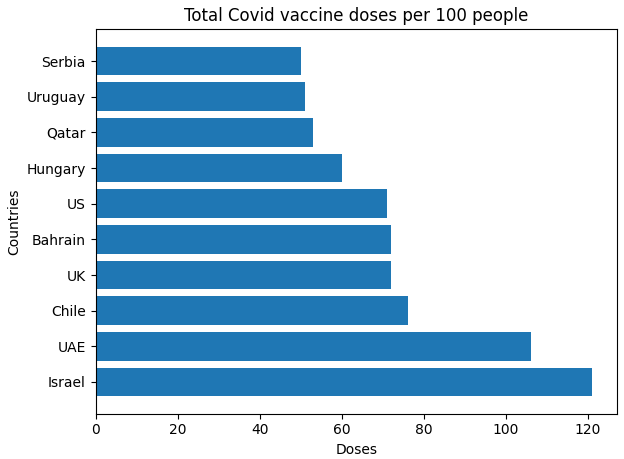 Total Covid vaccine doses per 100 people
Serbia
Uruguay
Qatar
Hungary
US
Bahrain
UK
Chile
UAE
Israel
Countries
0 20 40 60 80 100 120
Doses